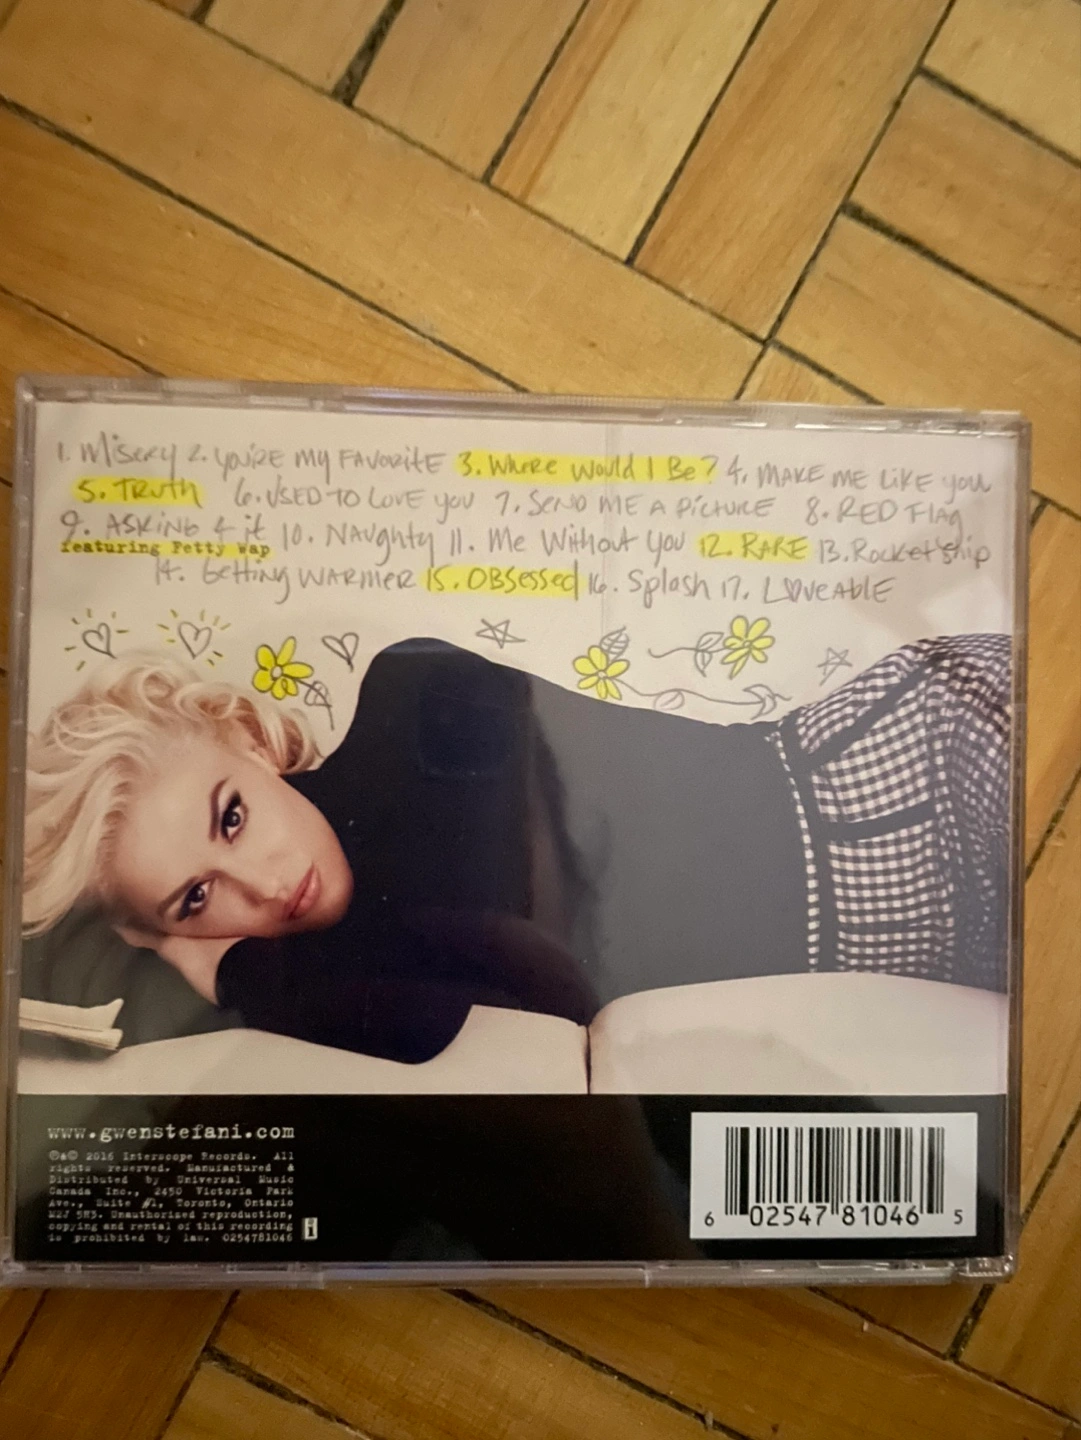 1. Misery 2. You're My FAVORITE 3. Where Would I Be? 4. MAKE ME LIKE YOU
5. TRUTH 6. USED TO LOVE YOU 7. SEND ME A PICTURE 8. RED FLAG
9. ASKING 4 it 10. NAUGHTY 11. Me Without You 12. RARE 13. Rocket Ship
featuring Fetty Wap
14. Getting WARMER 15. OBSESSED 16. Splash 17. LOVEABLE
www.gwenstefani.com
℗&© 2016 Interscope Records. All
rights reserved. Manufactured &
Distributed by Universal Music
Canada Inc., 2450 Victoria Park
Ave., Suite #1, Toronto, Ontario
M2J 5H3. Unauthorized reproduction,
copying and rental of this recording
is prohibited by law. 0254781046
i
6 02547 81046 5